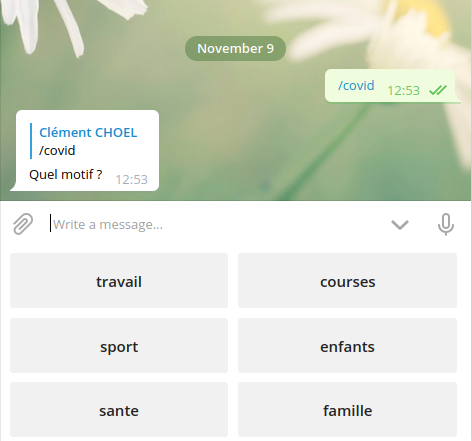 November 9
/covid 12:53
Clément CHOEL
/covid
Quel motif ? 12:53
Write a message...
travail
courses
sport
enfants
sante
famille